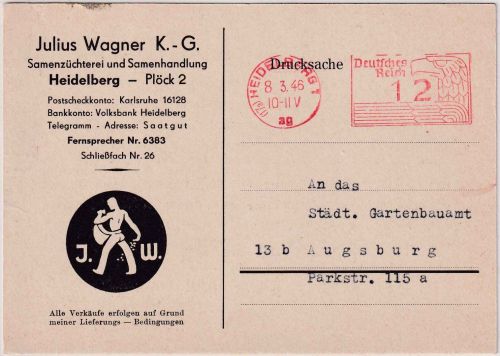 Julius Wagner K.-G.
Samenzüchterei und Samenhandlung
Heidelberg – Plöck 2
Postscheckkonto: Karlsruhe 16128
Bankkonto: Volksbank Heidelberg
Telegramm - Adresse: Saatgut
Fernsprecher Nr. 6383
Schließfach Nr. 26
J. W.
Alle Verkäufe erfolgen auf Grund
meiner Lieferungs — Bedingungen
Drucksache
HEIDELBERG 1
8 3.46
10-11 V
ag
Deutsches
Reich
12
An das
Städt. Gartenbauamt
13 b Augsburg
Parkstr. 115 a